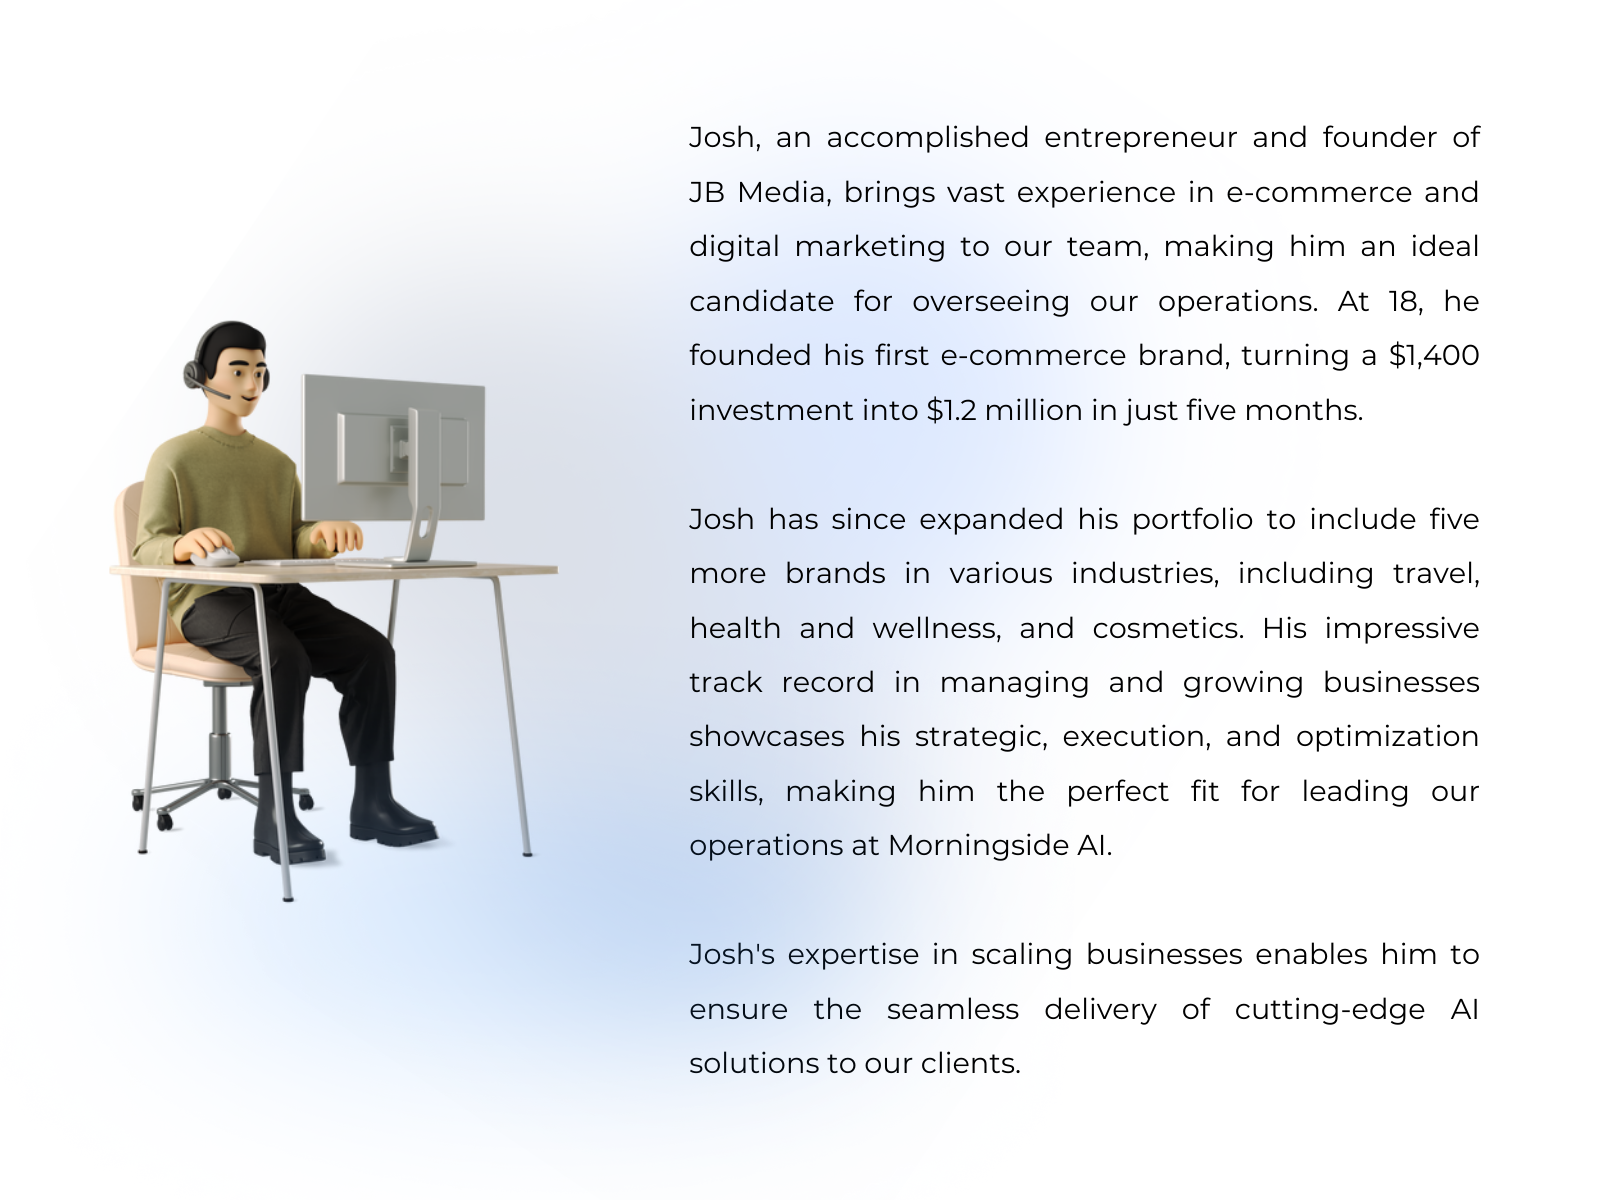 Josh, an accomplished entrepreneur and founder of
JB Media, brings vast experience in e-commerce and
digital marketing to our team, making him an ideal
candidate for overseeing our operations. At 18, he
founded his first e-commerce brand, turning a $1,400
investment into $1.2 million in just five months.
Josh has since expanded his portfolio to include five
more brands in various industries, including travel,
health and wellness, and cosmetics. His impressive
track record in managing and growing businesses
showcases his strategic, execution, and optimization
skills, making him the perfect fit for leading our
operations at Morningside AI.
Josh's expertise in scaling businesses enables him to
ensure the seamless delivery of cutting-edge AI
solutions to our clients.